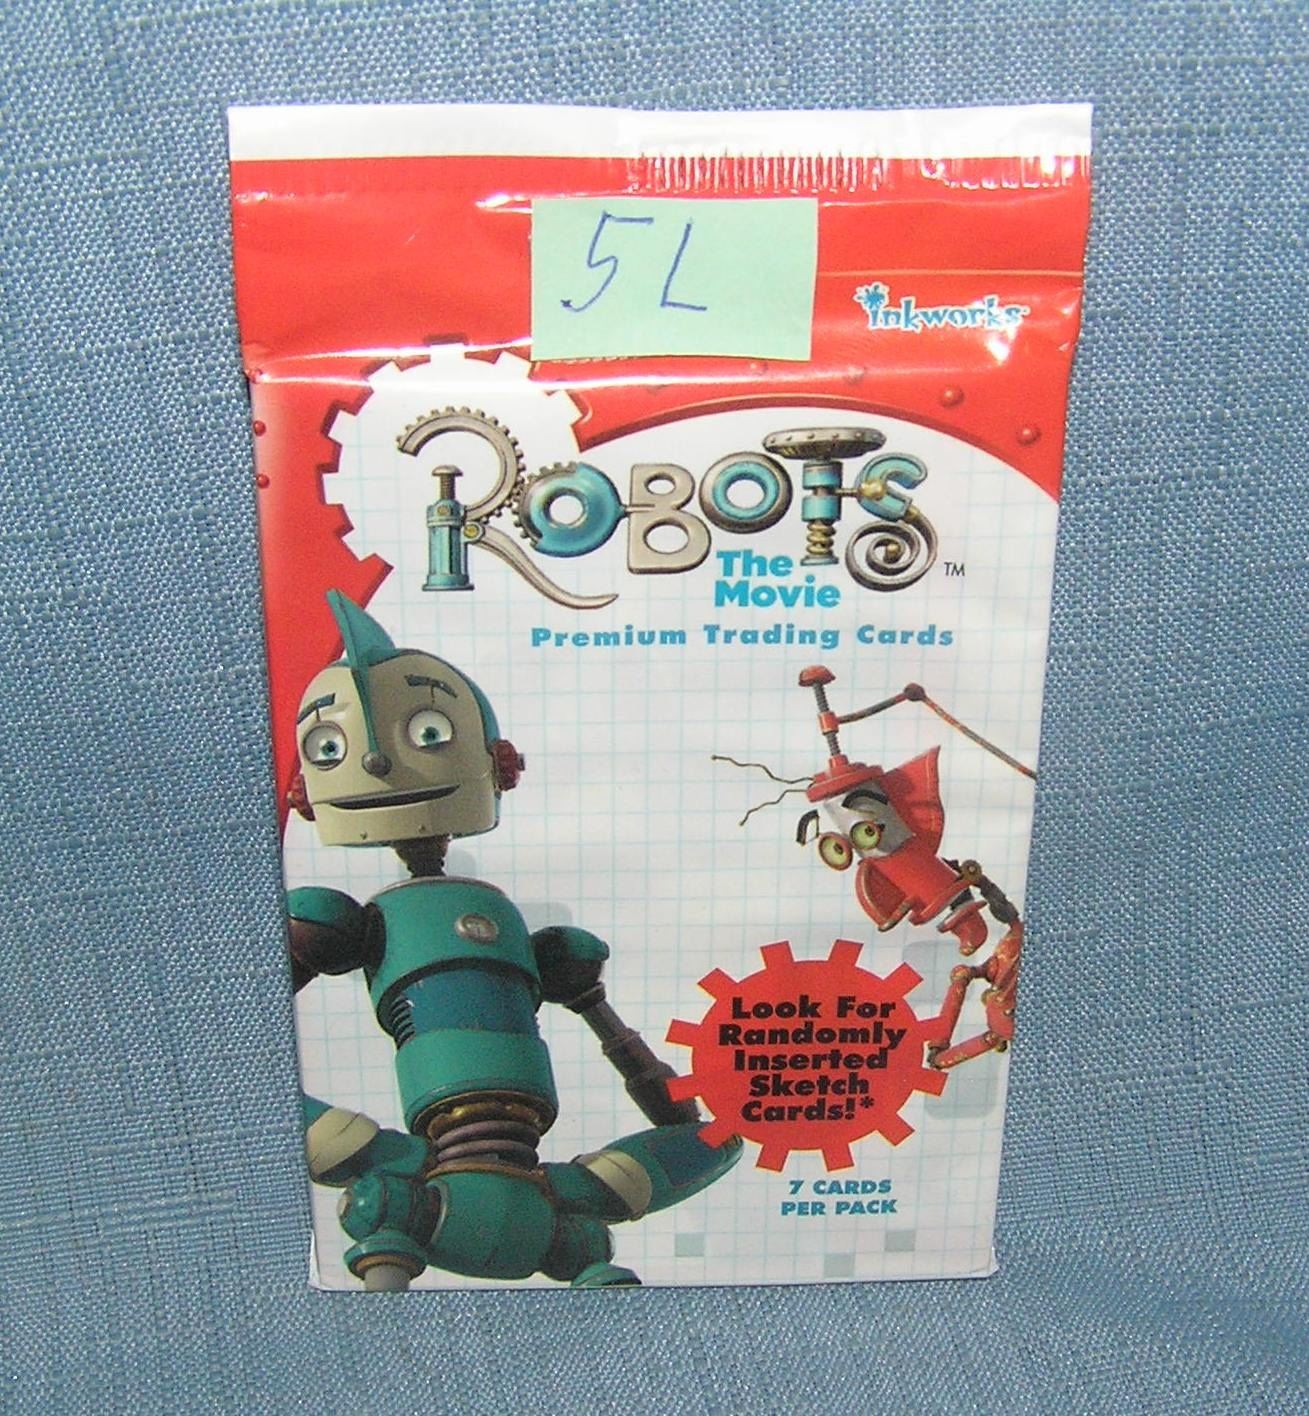 5L
inkworks
ROBOTS
The
Movie
TM
Premium Trading Cards
Look For
Randomly
Inserted
Sketch
Cards!*
7 CARDS
PER PACK